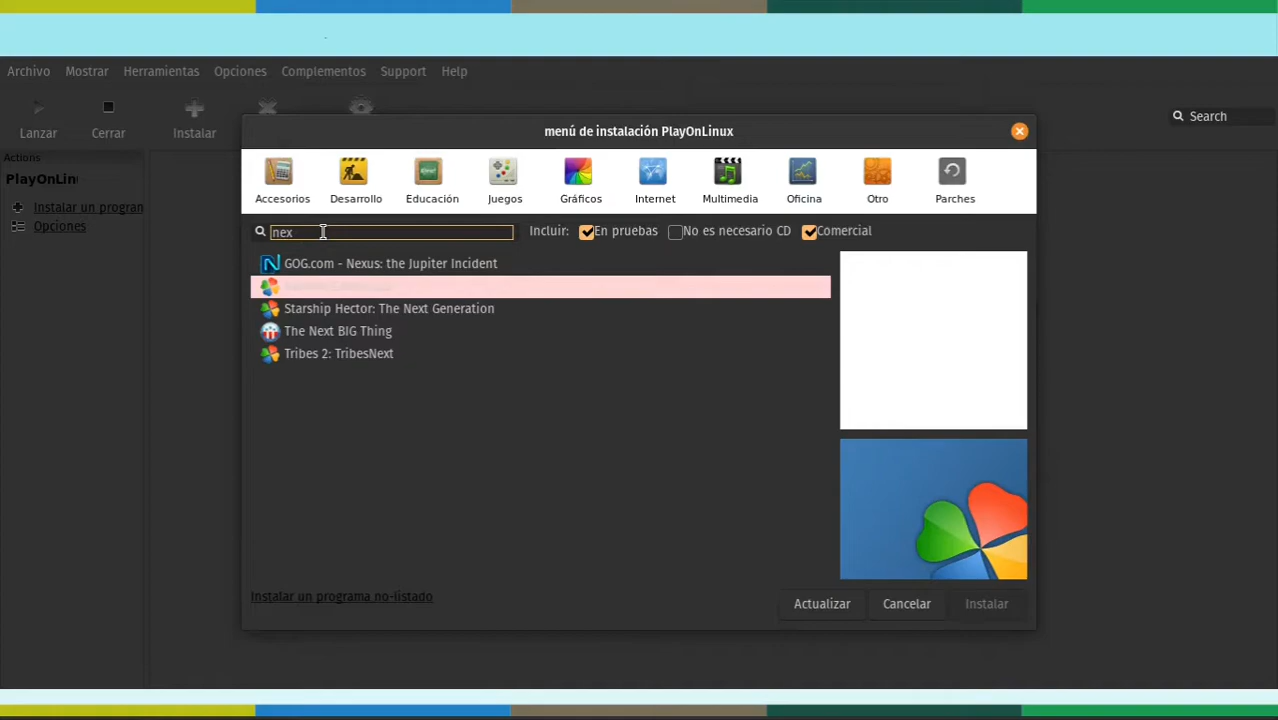 Archivo Mostrar Herramientas Opciones Complementos Support Help
Lanzar Cerrar Instalar
Search
Actions
PlayOnLin
Instalar un program
Opciones
menú de instalación PlayOnLinux
Accesorios Desarrollo Educación Juegos Gráficos Internet Multimedia Oficina Otro Parches
nex
Incluir: En pruebas No es necesario CD Comercial
GOG.com - Nexus: the Jupiter Incident
Starship Hector: The Next Generation
The Next BIG Thing
Tribes 2: TribesNext
Instalar un programa no-listado
Actualizar Cancelar Instalar